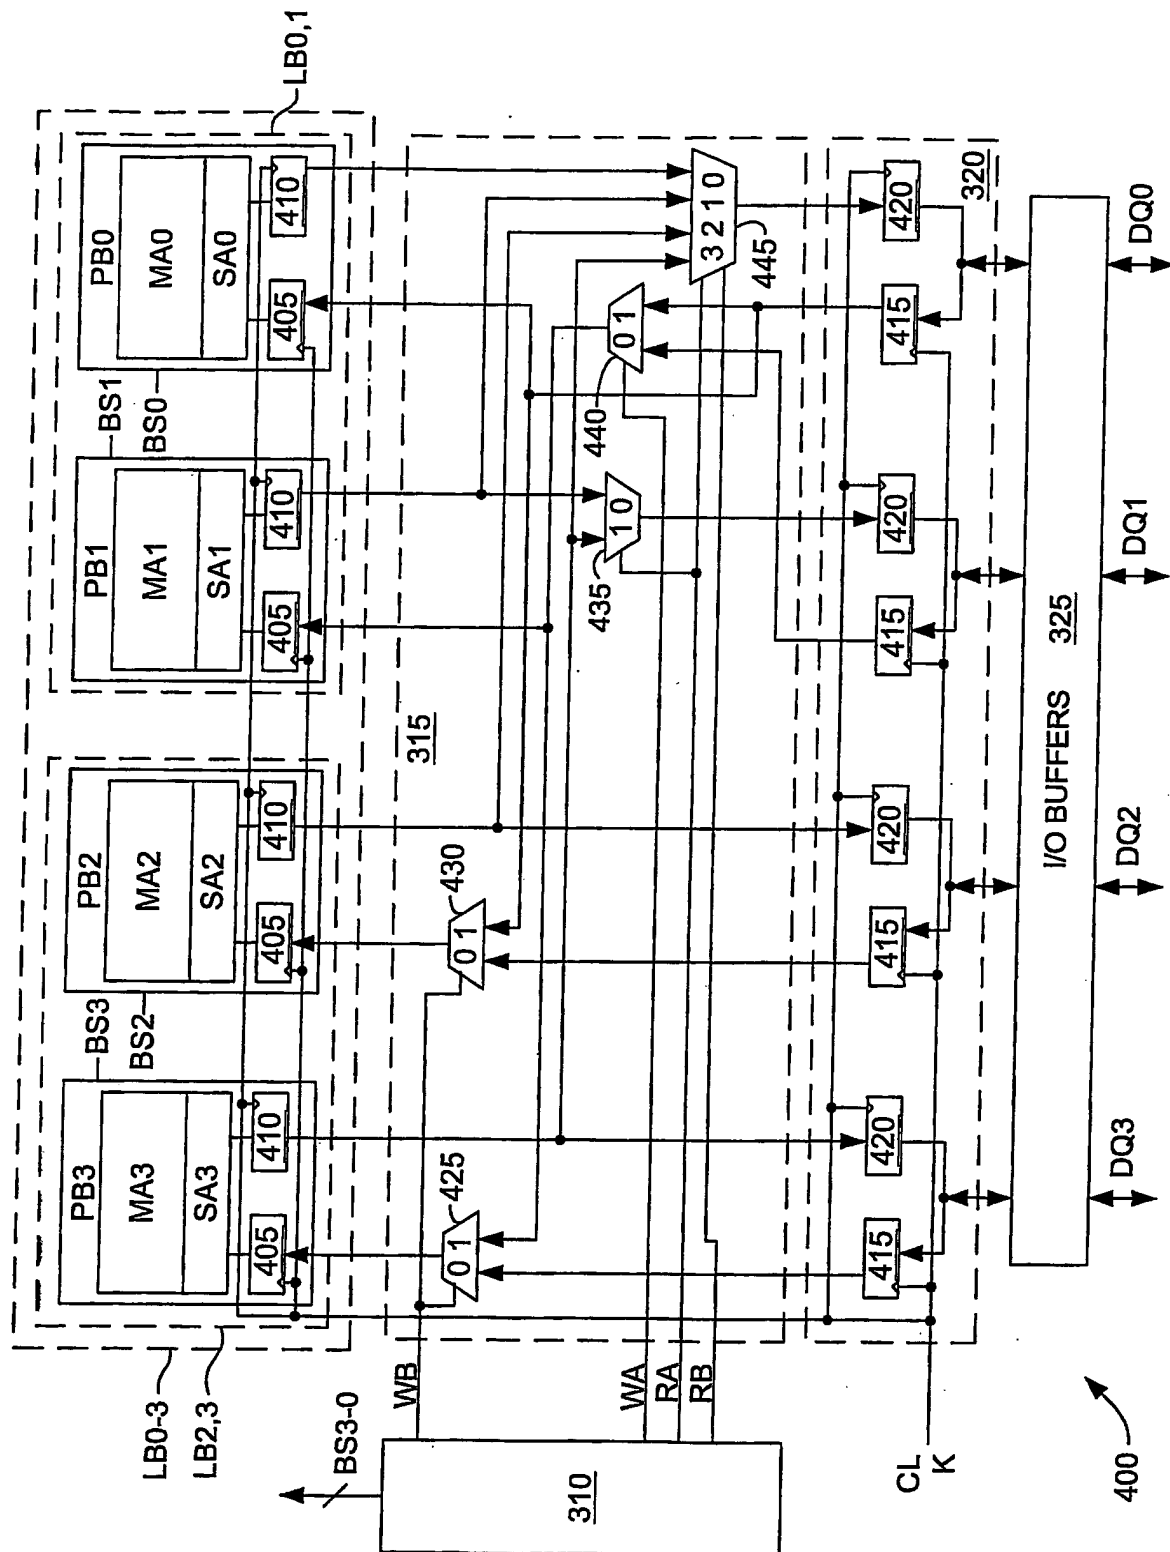 LB0-3
LB2,3
LB0,1
BS3
BS2
BS1
BS0
PB3
MA3
SA3
405
410
PB2
MA2
SA2
405
410
PB1
MA1
SA1
405
410
PB0
MA0
SA0
405
410
315
425
0 1
430
0 1
435
1 0
440
0 1
445
3 2 1 0
BS3-0
310
WB
WA
RA
RB
CL
K
415
420
415
420
415
420
415
420
320
I/O BUFFERS 325
DQ3
DQ2
DQ1
DQ0
400